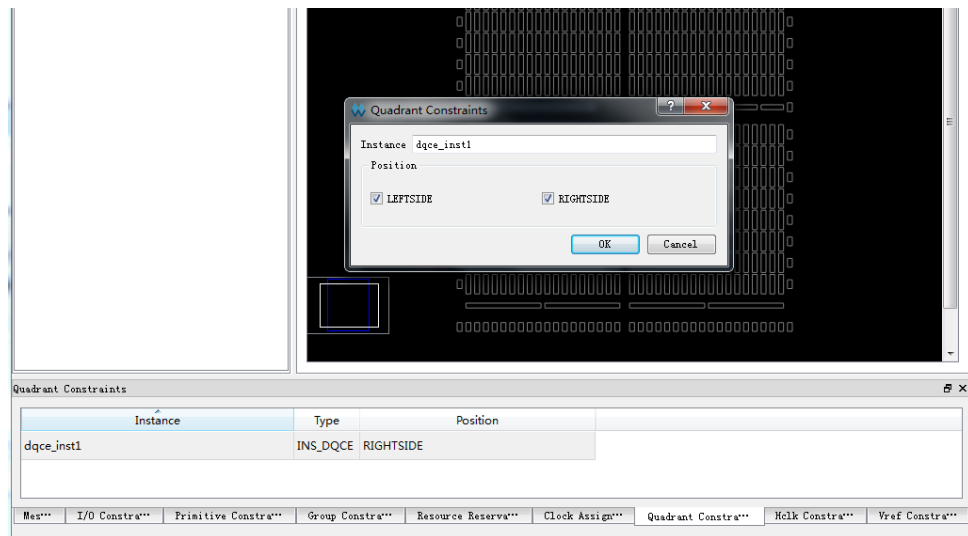 Quadrant Constraints
Instance dqce_inst1
Position
LEFTSIDE RIGHTSIDE
OK Cancel
Quadrant Constraints
Instance Type Position
dqce_inst1 INS_DQCE RIGHTSIDE
Mes··· I/O Constra··· Primitive Constra··· Group Constra··· Resource Reserva··· Clock Assign··· Quadrant Constra··· Hclk Constra··· Vref Constra···